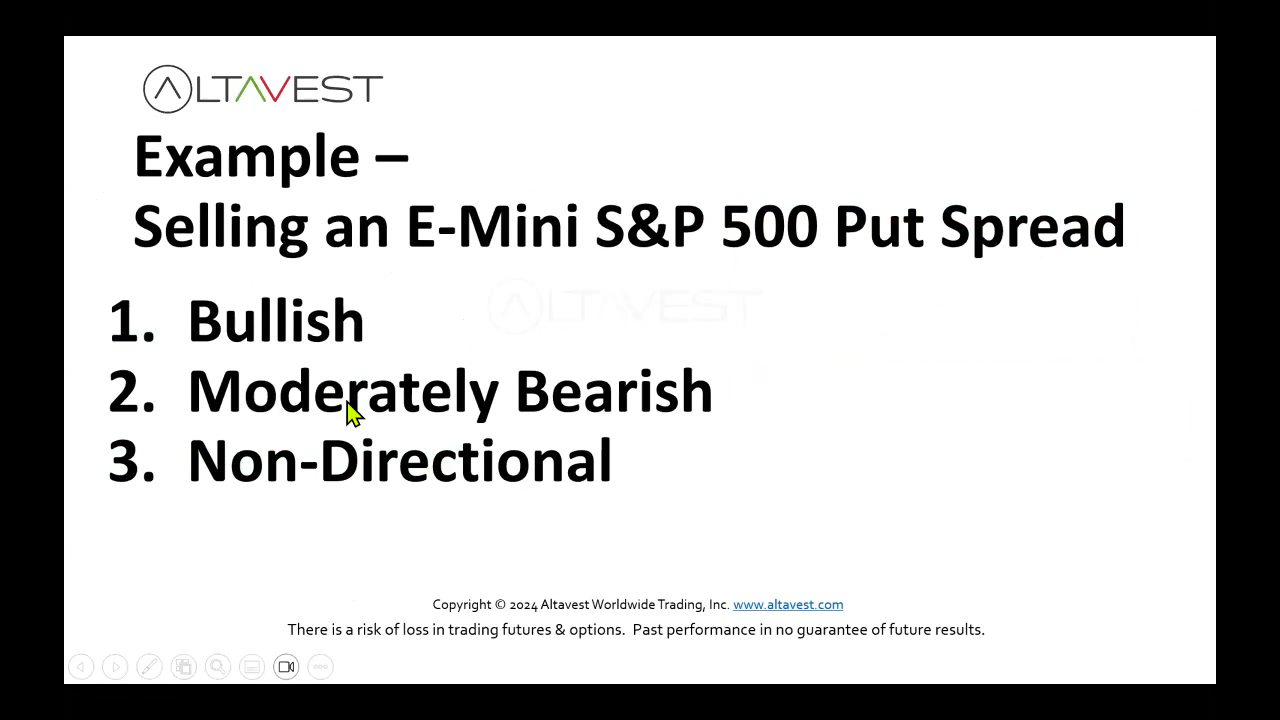 ALTAVEST
Example –
Selling an E-Mini S&P 500 Put Spread
ALTAVEST
1. Bullish
2. Moderately Bearish
3. Non-Directional
Copyright © 2024 Altavest Worldwide Trading, Inc. www.altavest.com
There is a risk of loss in trading futures & options. Past performance in no guarantee of future results.